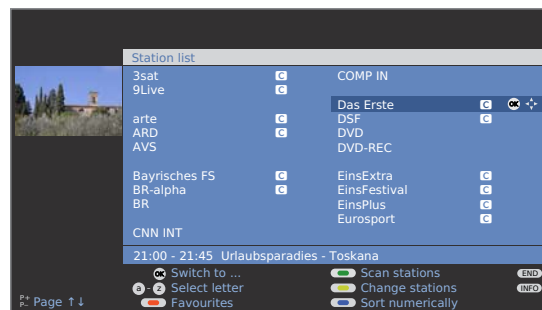 Station list
3sat C
9Live C
arte C
ARD C
AVS
Bayrisches FS C
BR-alpha C
BR
CNN INT
COMP IN
Das Erste C OK
DSF C
DVD
DVD-REC
EinsExtra C
EinsFestival C
EinsPlus C
Eurosport C
21:00 - 21:45 Urlaubsparadies - Toskana
OK Switch to ...
a - z Select letter
Favourites
Scan stations
Change stations
Sort numerically
END
INFO
P+ P– Page ↑↓